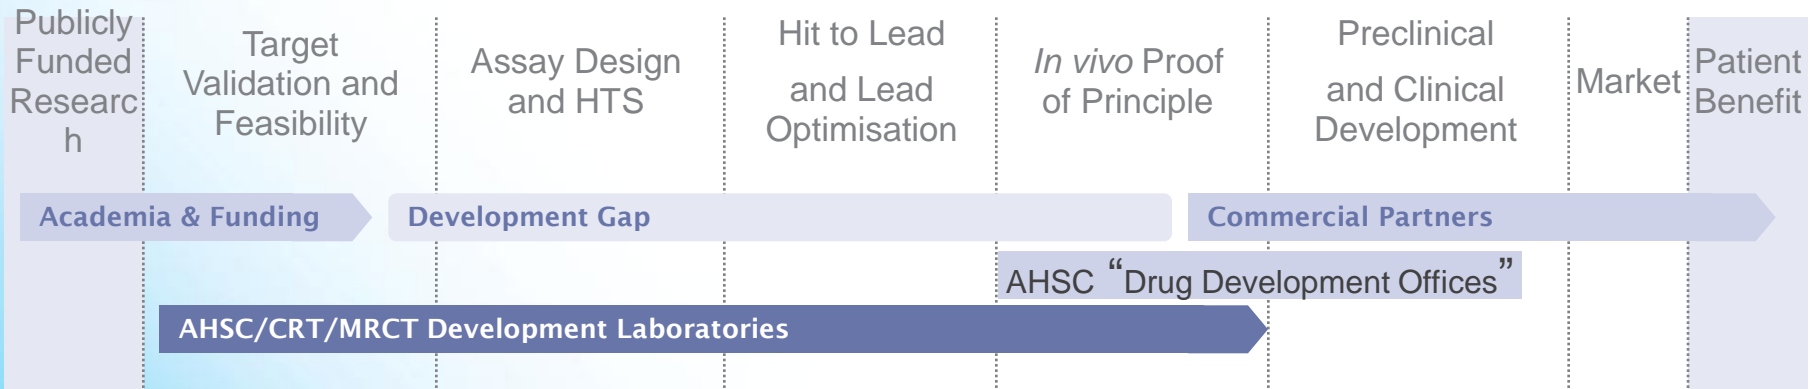 Publicly
Funded
Researc
h
Target
Validation and
Feasibility
Assay Design
and HTS
Hit to Lead
and Lead
Optimisation
In vivo Proof
of Principle
Preclinical
and Clinical
Development
Market
Patient
Benefit
Academia & Funding
Development Gap
Commercial Partners
AHSC “Drug Development Offices”
AHSC/CRT/MRCT Development Laboratories